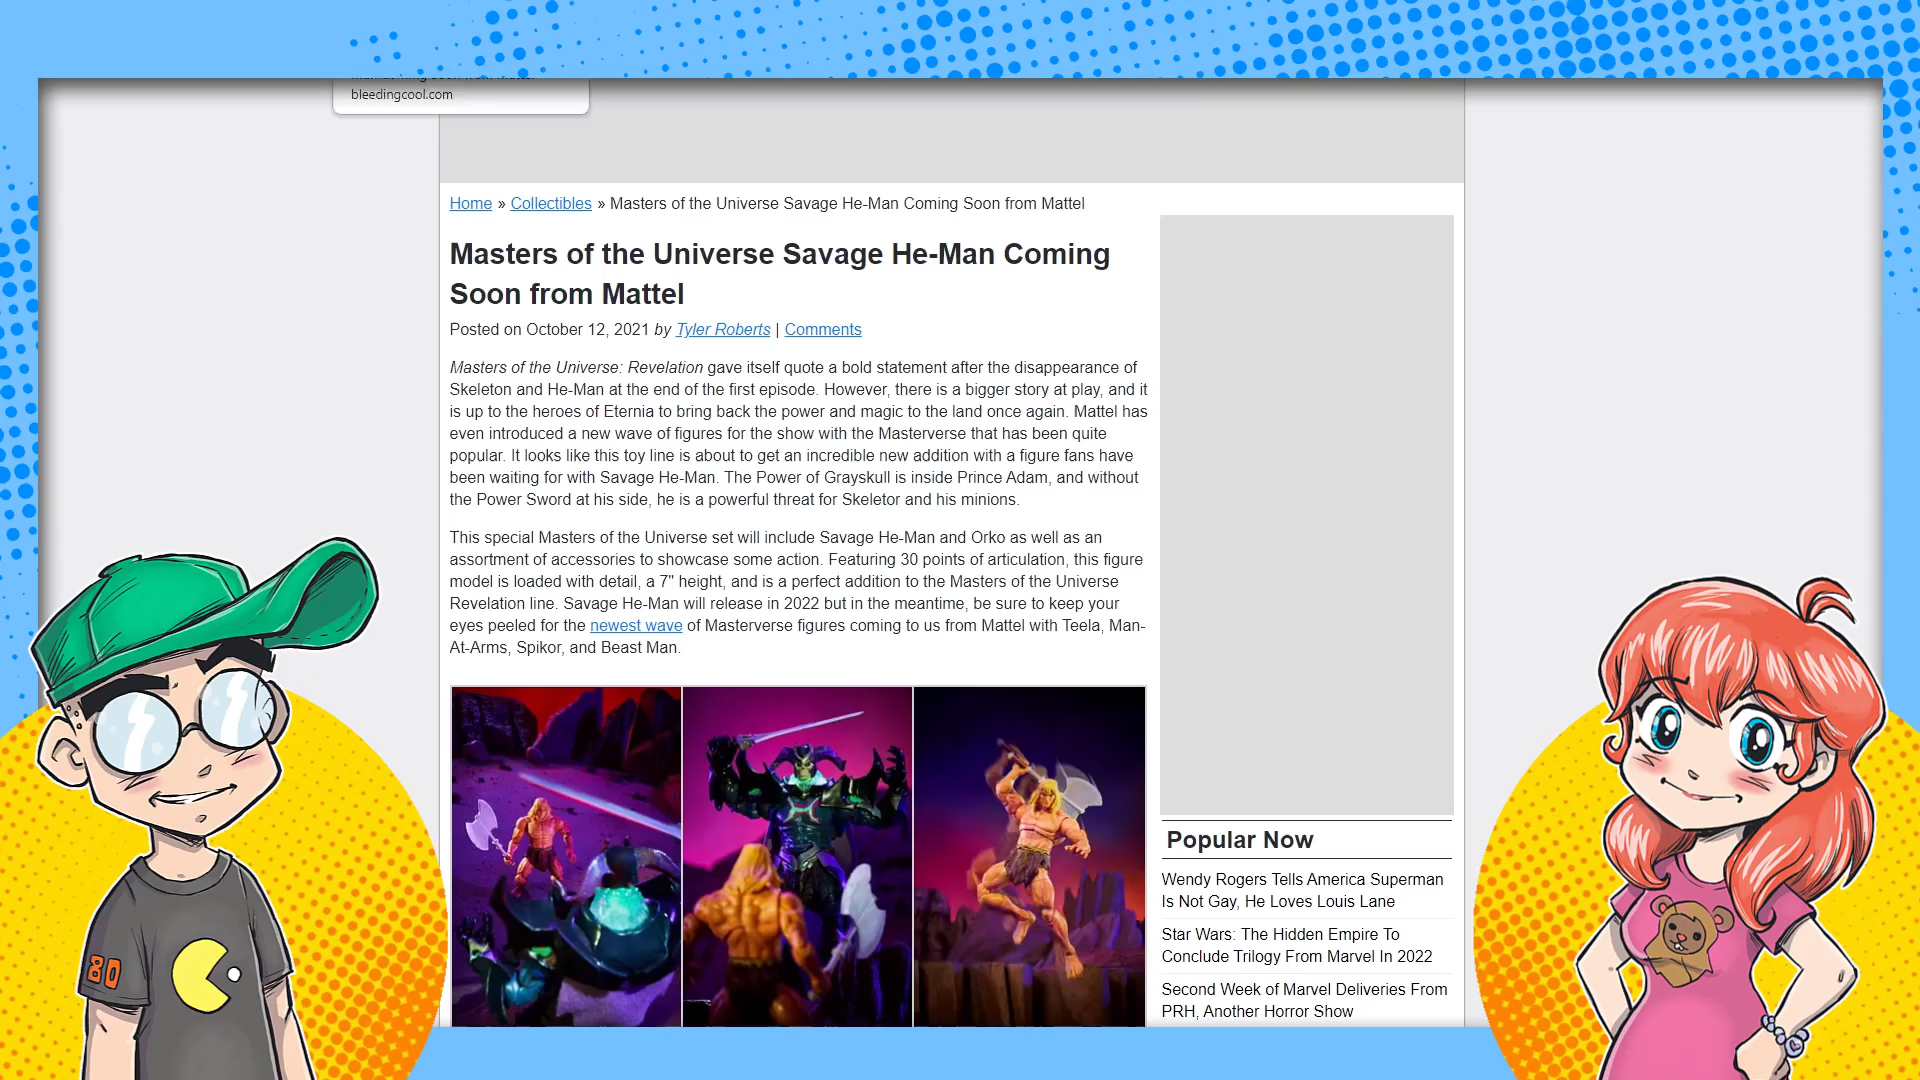 bleedingcool.com
Home » Collectibles » Masters of the Universe Savage He-Man Coming Soon from Mattel
Masters of the Universe Savage He-Man Coming
Soon from Mattel
Posted on October 12, 2021 by Tyler Roberts | Comments
Masters of the Universe: Revelation gave itself quote a bold statement after the disappearance of
Skeleton and He-Man at the end of the first episode. However, there is a bigger story at play, and it
is up to the heroes of Eternia to bring back the power and magic to the land once again. Mattel has
even introduced a new wave of figures for the show with the Masterverse that has been quite
popular. It looks like this toy line is about to get an incredible new addition with a figure fans have
been waiting for with Savage He-Man. The Power of Grayskull is inside Prince Adam, and without
the Power Sword at his side, he is a powerful threat for Skeletor and his minions.
This special Masters of the Universe set will include Savage He-Man and Orko as well as an
assortment of accessories to showcase some action. Featuring 30 points of articulation, this figure
model is loaded with detail, a 7" height, and is a perfect addition to the Masters of the Universe
Revelation line. Savage He-Man will release in 2022 but in the meantime, be sure to keep your
eyes peeled for the newest wave of Masterverse figures coming to us from Mattel with Teela, Man-
At-Arms, Spikor, and Beast Man.
Popular Now
Wendy Rogers Tells America Superman
Is Not Gay, He Loves Louis Lane
Star Wars: The Hidden Empire To
Conclude Trilogy From Marvel In 2022
Second Week of Marvel Deliveries From
PRH, Another Horror Show
80